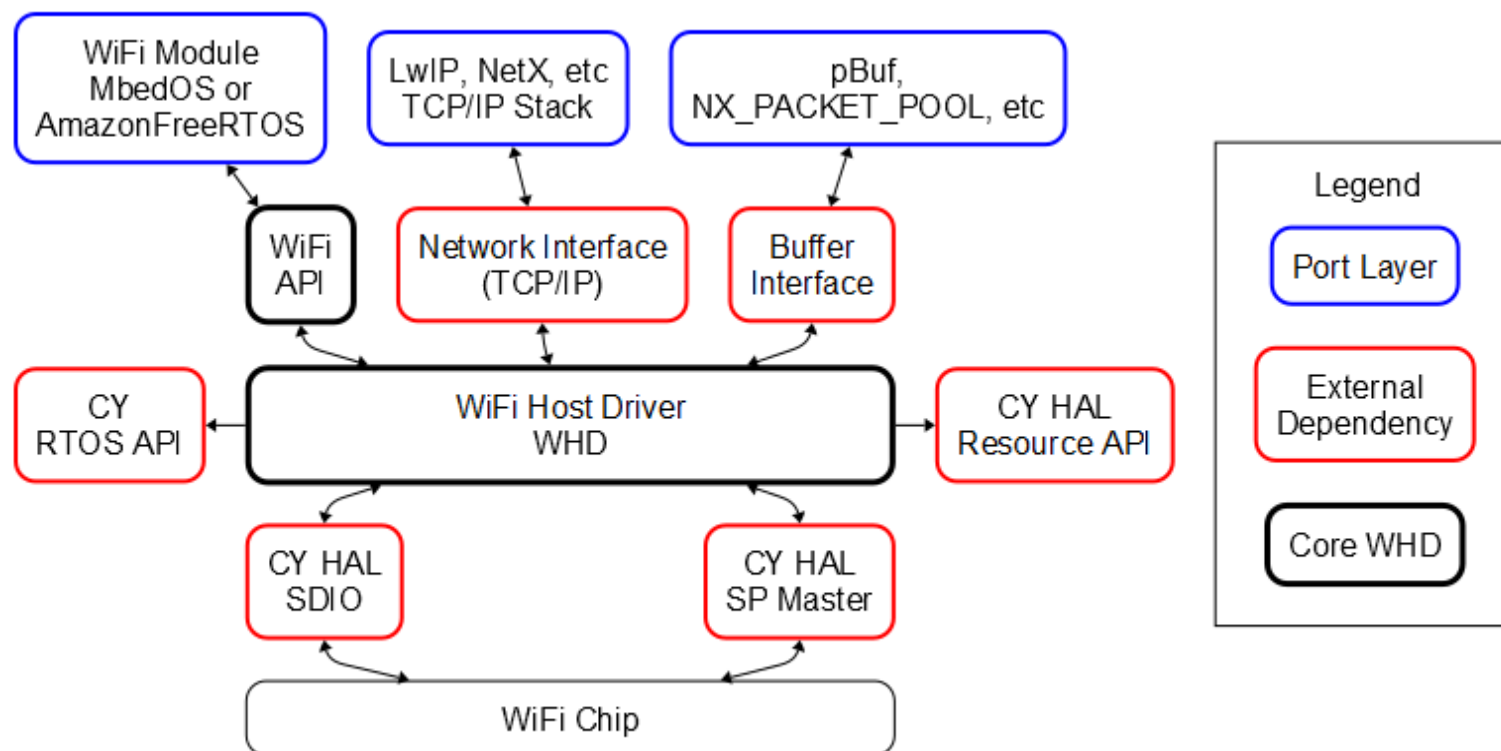 WiFi Module
MbedOS or
AmazonFreeRTOS
LwIP, NetX, etc
TCP/IP Stack
pBuf,
NX_PACKET_POOL, etc
WiFi
API
Network Interface
(TCP/IP)
Buffer
Interface
CY
RTOS API
WiFi Host Driver
WHD
CY HAL
Resource API
CY HAL
SDIO
CY HAL
SP Master
WiFi Chip
Legend
Port Layer
External
Dependency
Core WHD